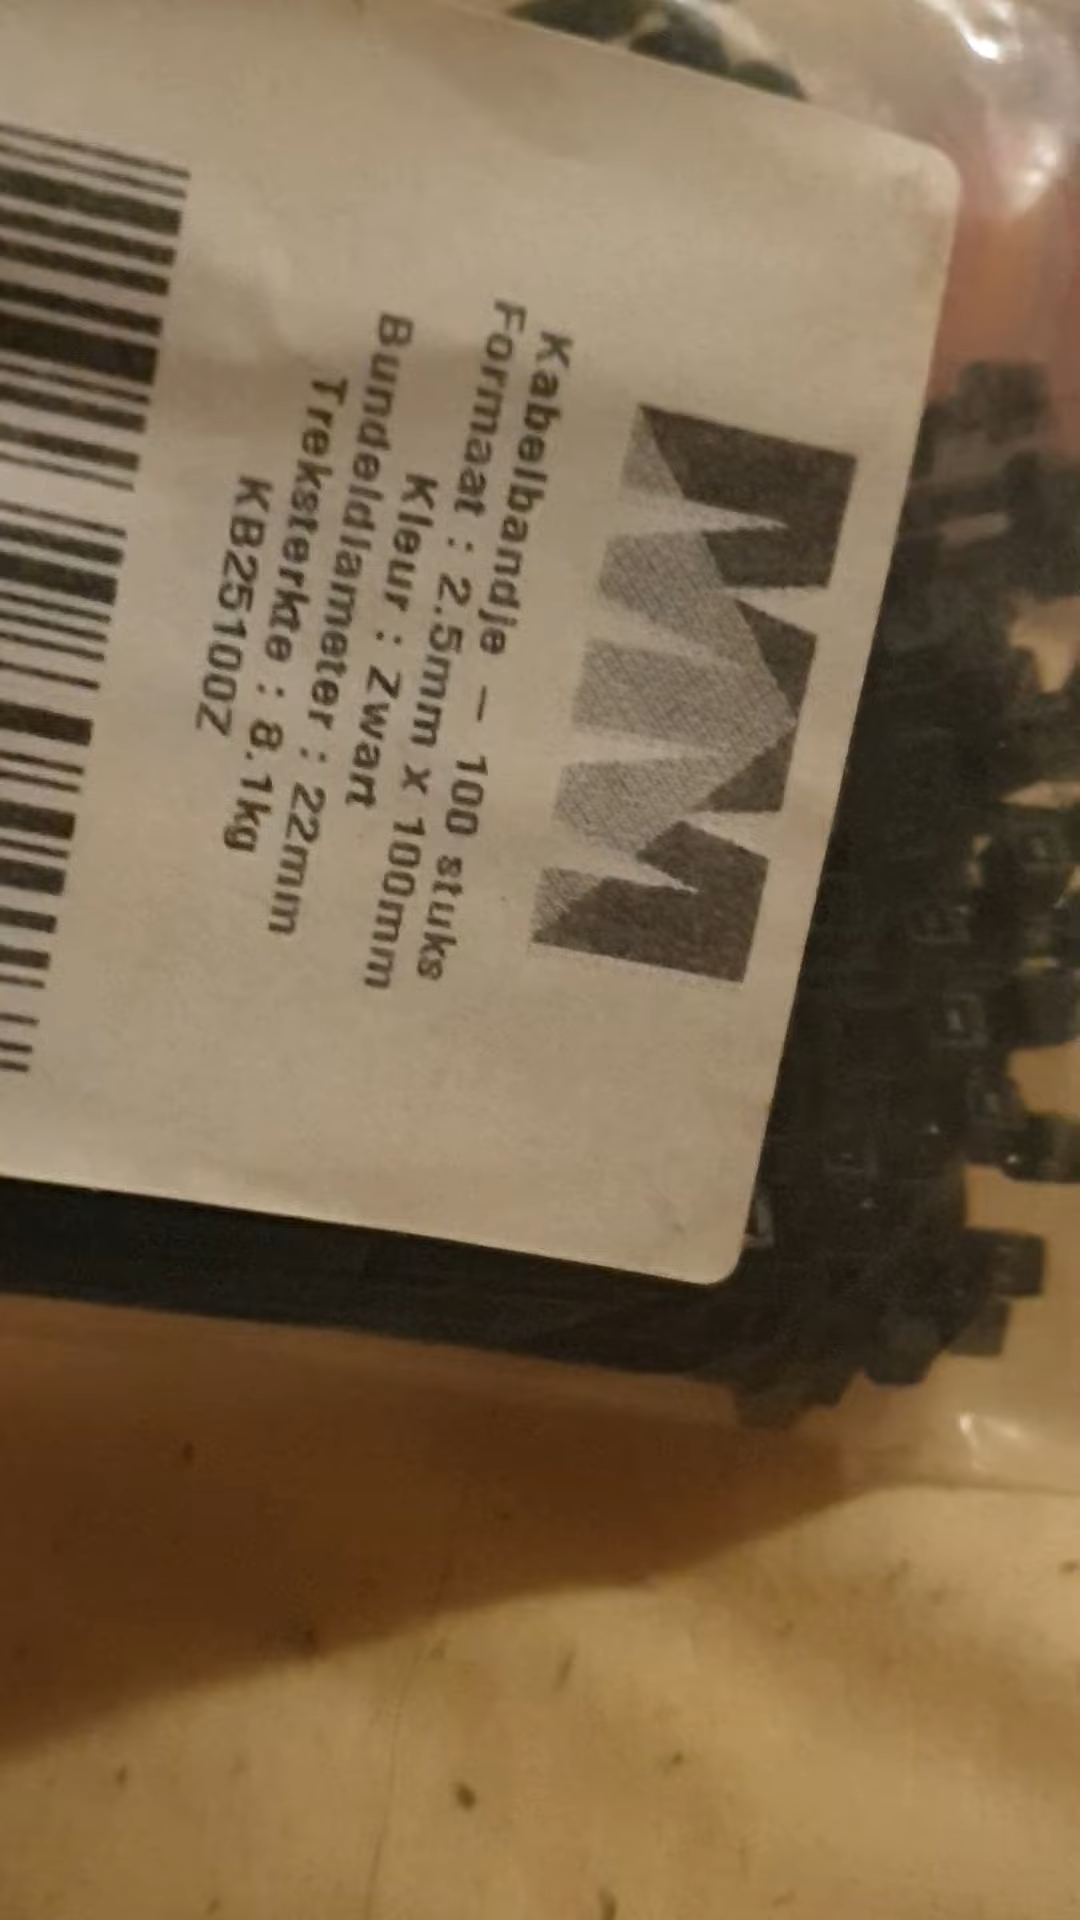 Kabelbandje - 100 stuks
Formaat : 2.5mm x 100mm
Kleur : Zwart
Bundeldiameter : 22mm
Treksterkte : 8.1kg
KB25100Z